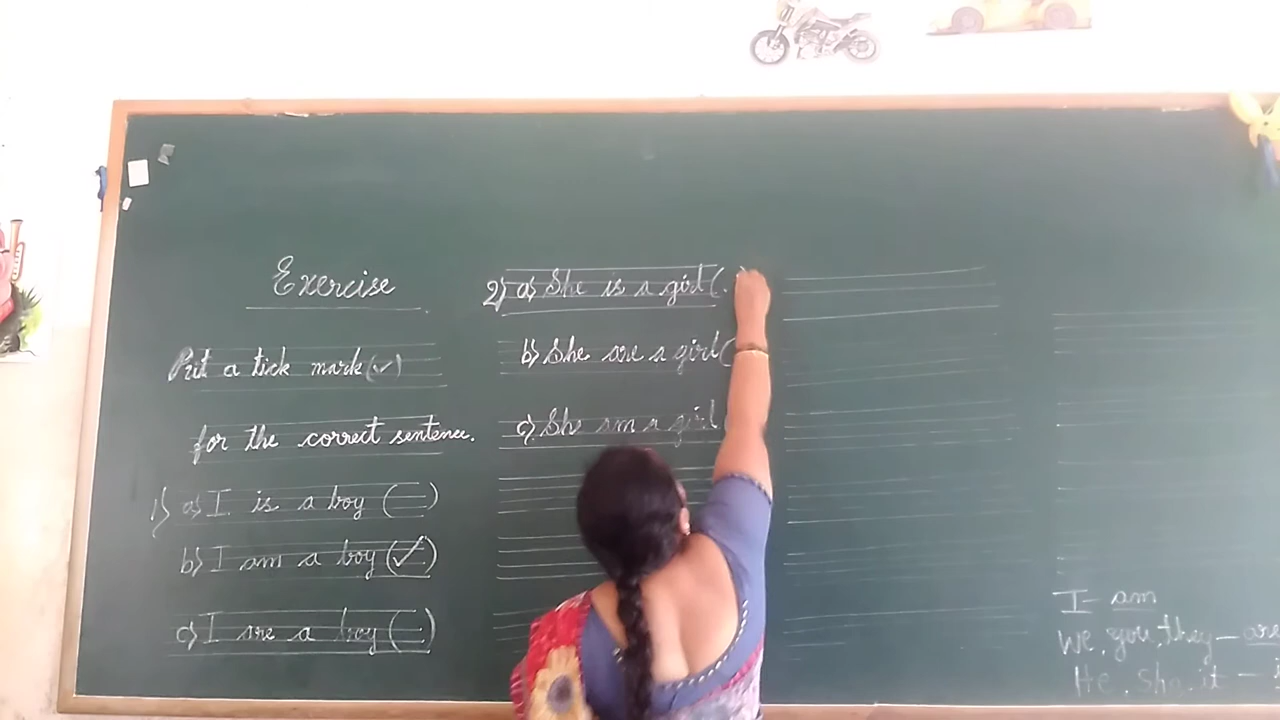 Exercise
Put a tick mark (✓)
for the correct sentence.
1) a) I is a boy ( )
b) I am a boy (✓)
c) I are a boy ( )
2) a) She is a girl (
b) She are a girl (
c) She am a girl
I am
We, you, they - are
He, she, it -